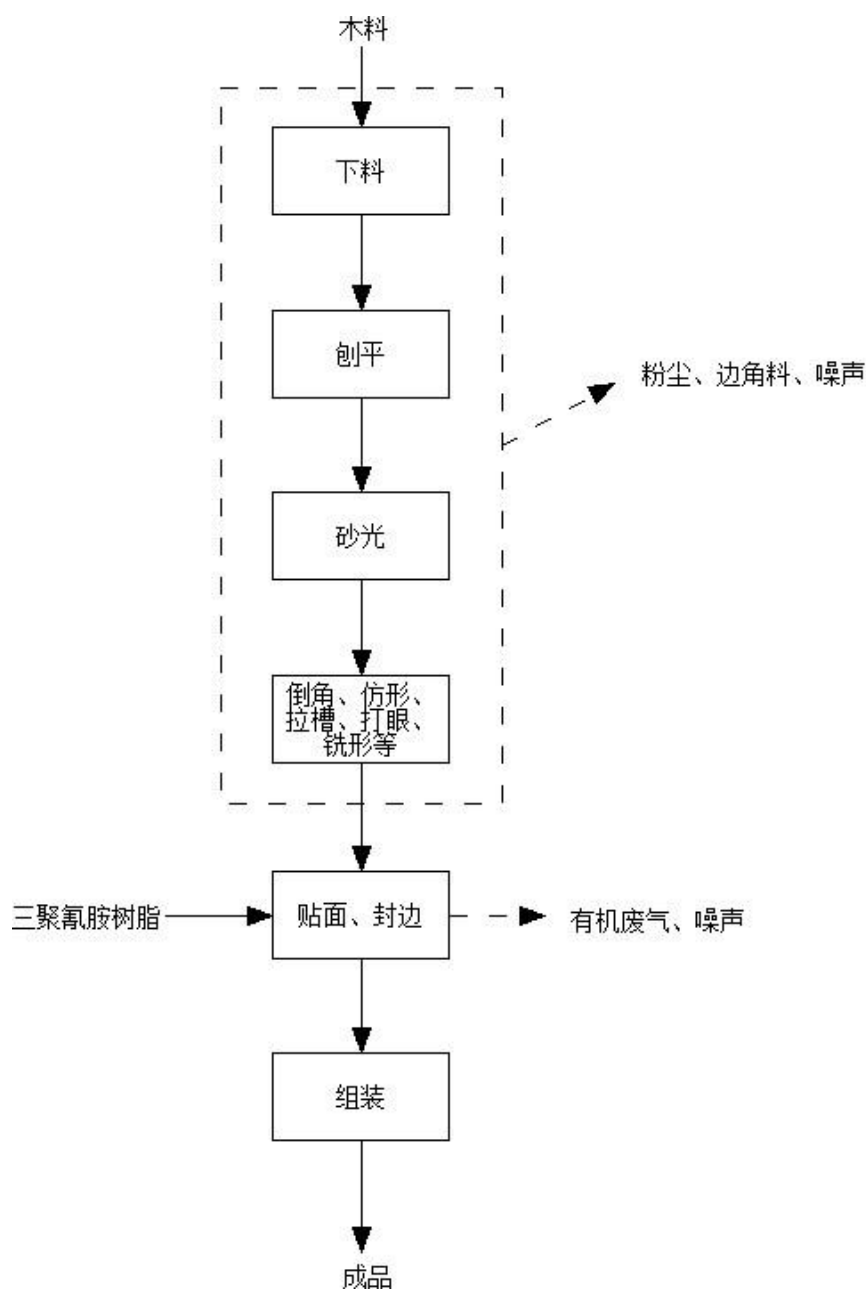 木料
下料
刨平
粉尘、边角料、噪声
砂光
倒角、仿形、
拉槽、打眼、
铣形等
三聚氰胺树脂
贴面、封边
有机废气、噪声
组装
成品